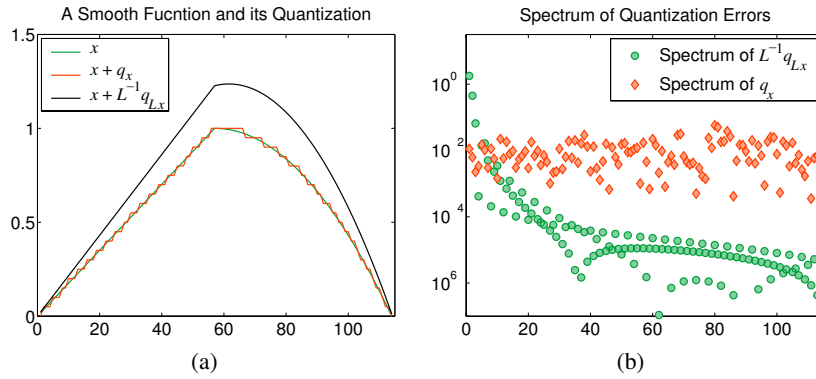 A Smooth Fucntion and its Quantization
1.5
1
0.5
0
x
x + q_x
x + L^{-1}q_{Lx}
0 20 40 60 80 100
(a)
Spectrum of Quantization Errors
10^0
10^2
10^4
10^6
Spectrum of L^{-1}q_{Lx}
Spectrum of q_x
0 20 40 60 80 100
(b)